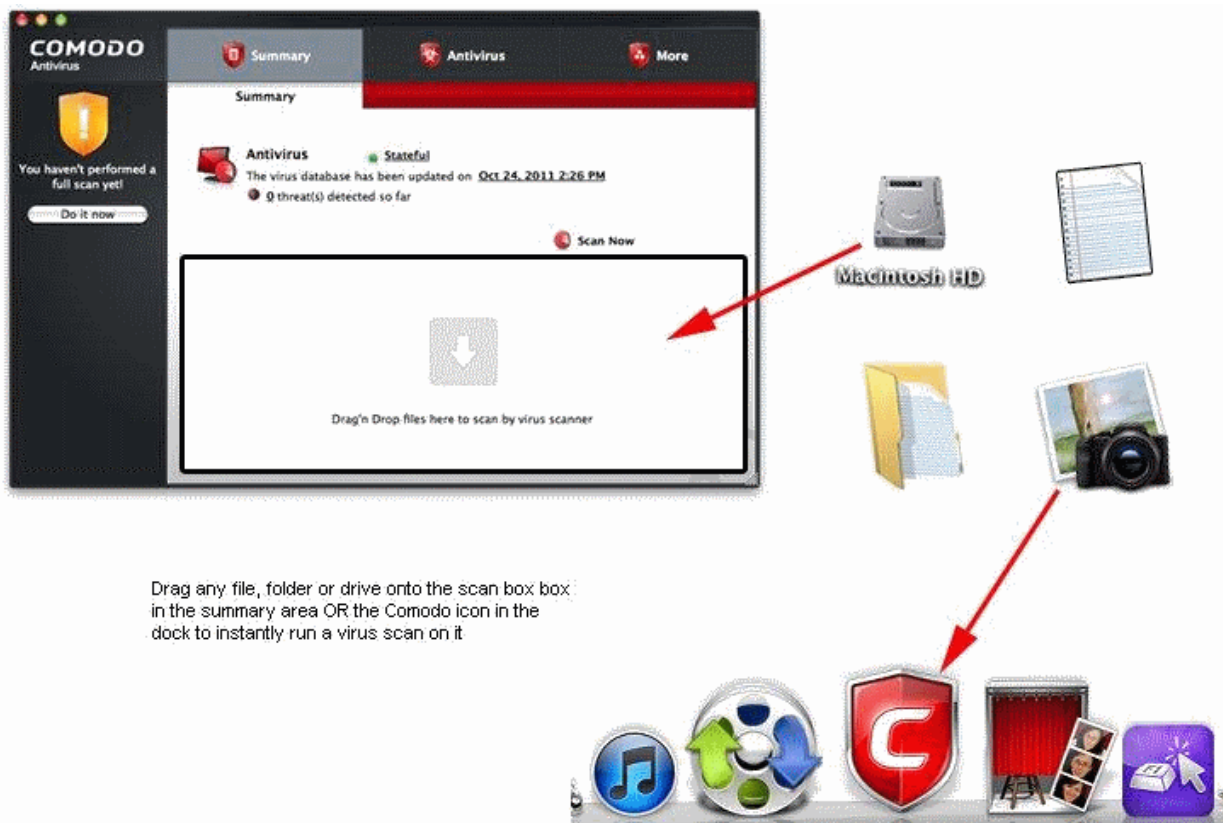 COMODO
Antivirus
Summary
Antivirus
More
Summary
You haven't performed a
full scan yet!
Do it now
Antivirus
Stateful
The virus database has been updated on Oct 24, 2011 2:26 PM
0 threat(s) detected so far
Scan Now
Drag'n Drop files here to scan by virus scanner
Macintosh HD
Drag any file, folder or drive onto the scan box box
in the summary area OR the Comodo icon in the
dock to instantly run a virus scan on it
C